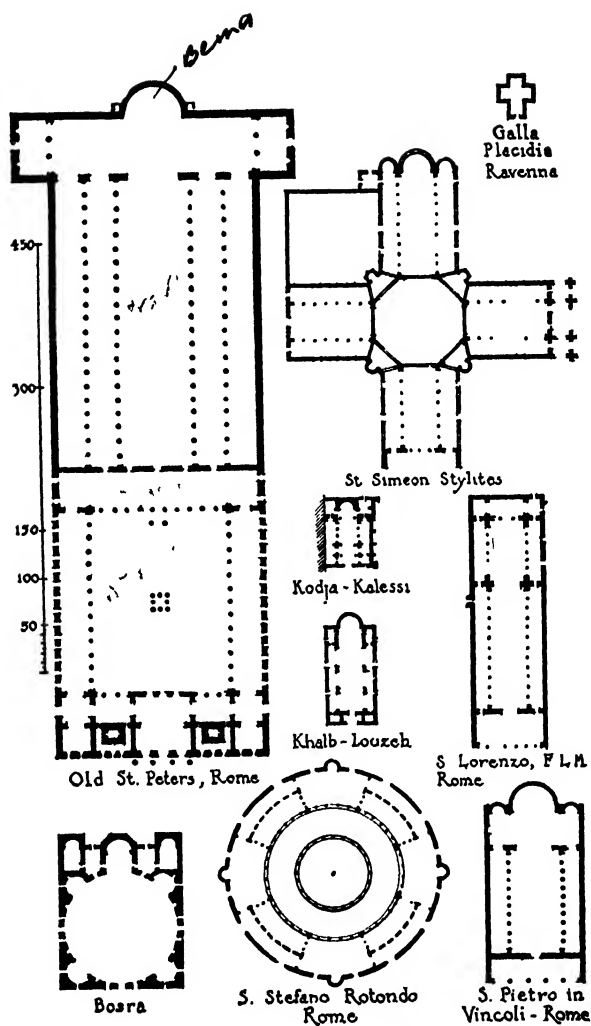 Bema
Galla
Placidia
Ravenna
450
300
150
100
50
St Simeon Stylites
Kodja-Kalessi
Khalb-Louzeh
Old St. Peters, Rome
S Lorenzo, F L M
Rome
Bosra
S. Stefano Rotondo
Rome
S. Pietro in
Vincoli-Rome